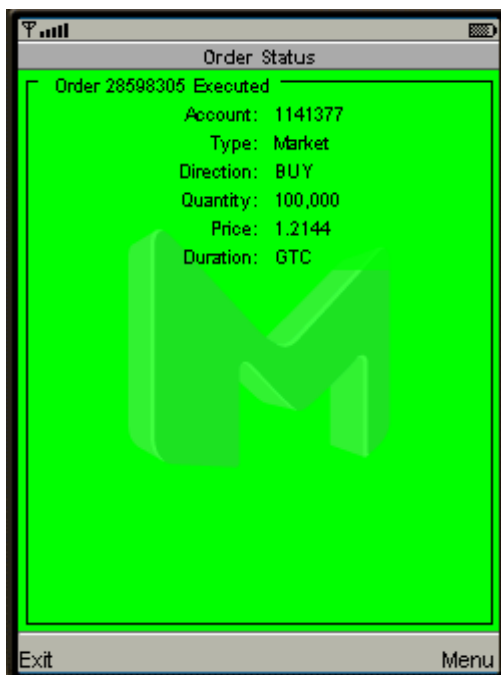 Order Status
Order 28598305 Executed
Account: 1141377
Type: Market
Direction: BUY
Quantity: 100,000
Price: 1.2144
Duration: GTC
Exit Menu